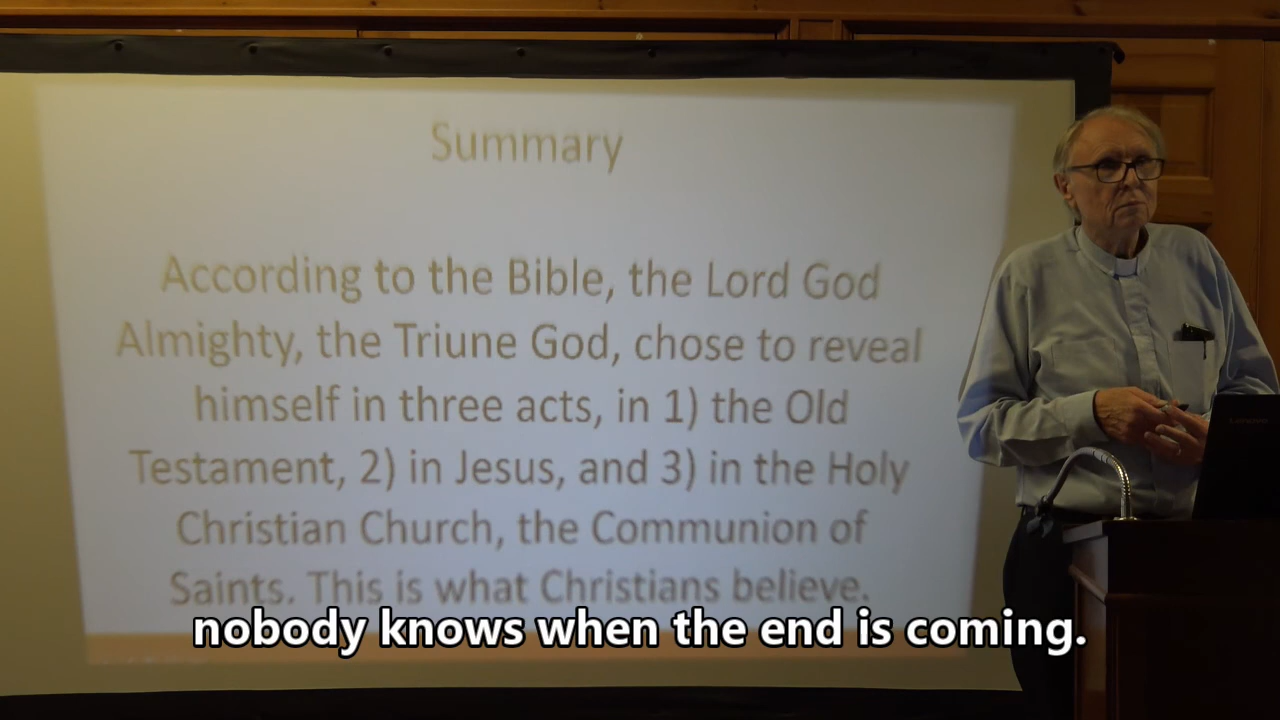 Summary
According to the Bible, the Lord God
Almighty, the Triune God, chose to reveal
himself in three acts, in 1) the Old
Testament, 2) in Jesus, and 3) in the Holy
Christian Church, the Communion of
Saints. This is what Christians believe.
nobody knows when the end is coming.